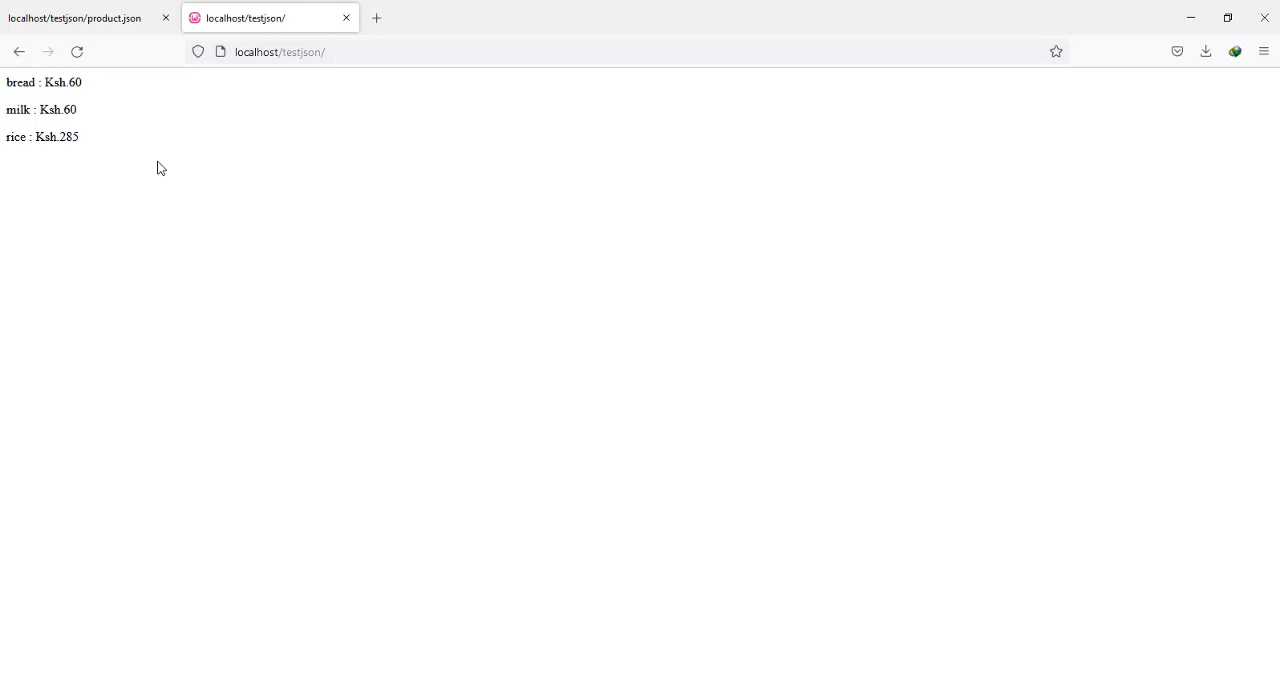 localhost/testjson/product.json
localhost/testjson/
localhost/testjson/
bread : Ksh.60
milk : Ksh.60
rice : Ksh.285